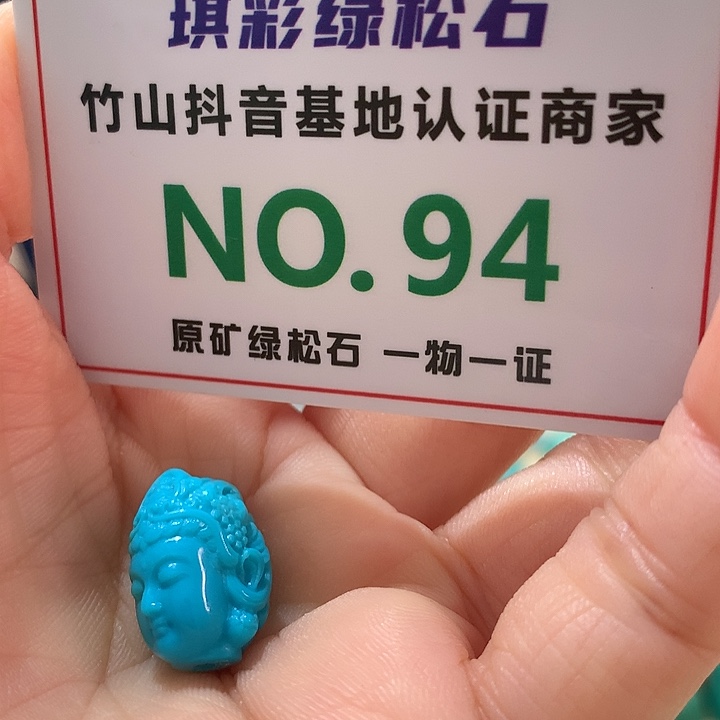 琪彩绿松石
竹山抖音基地认证商家
NO.94
原矿绿松石 一物一证